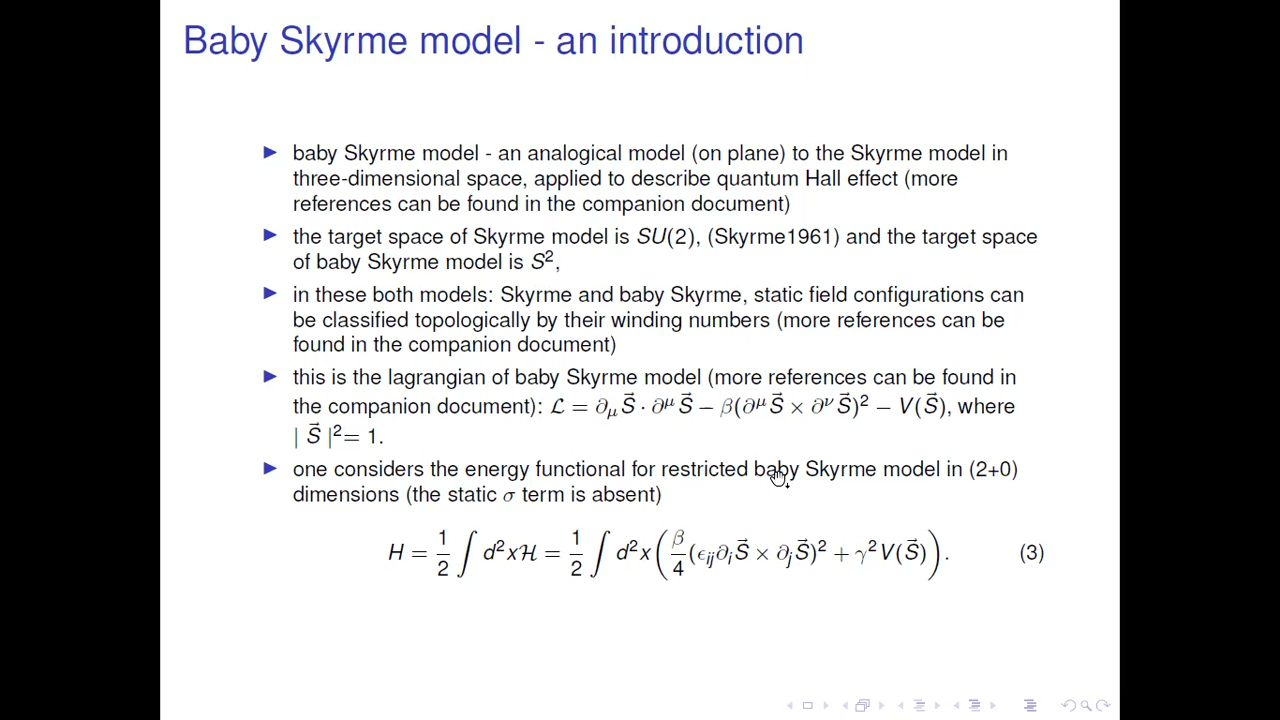 Baby Skyrme model - an introduction
▶ baby Skyrme model - an analogical model (on plane) to the Skyrme model in
three-dimensional space, applied to describe quantum Hall effect (more
references can be found in the companion document)
▶ the target space of Skyrme model is SU(2), (Skyrme1961) and the target space
of baby Skyrme model is S²,
▶ in these both models: Skyrme and baby Skyrme, static field configurations can
be classified topologically by their winding numbers (more references can be
found in the companion document)
▶ this is the lagrangian of baby Skyrme model (more references can be found in
the companion document): ℒ = ∂_μ S⃗ · ∂^μ S⃗ − β(∂^μ S⃗ × ∂^ν S⃗)² − V(S⃗), where
| S⃗ |²= 1.
▶ one considers the energy functional for restricted baby Skyrme model in (2+0)
dimensions (the static σ term is absent)
H = 1/2 ∫ d²xℋ = 1/2 ∫ d²x(β/4 (ϵ_ij ∂_i S⃗ × ∂_j S⃗)² + γ² V(S⃗)). (3)